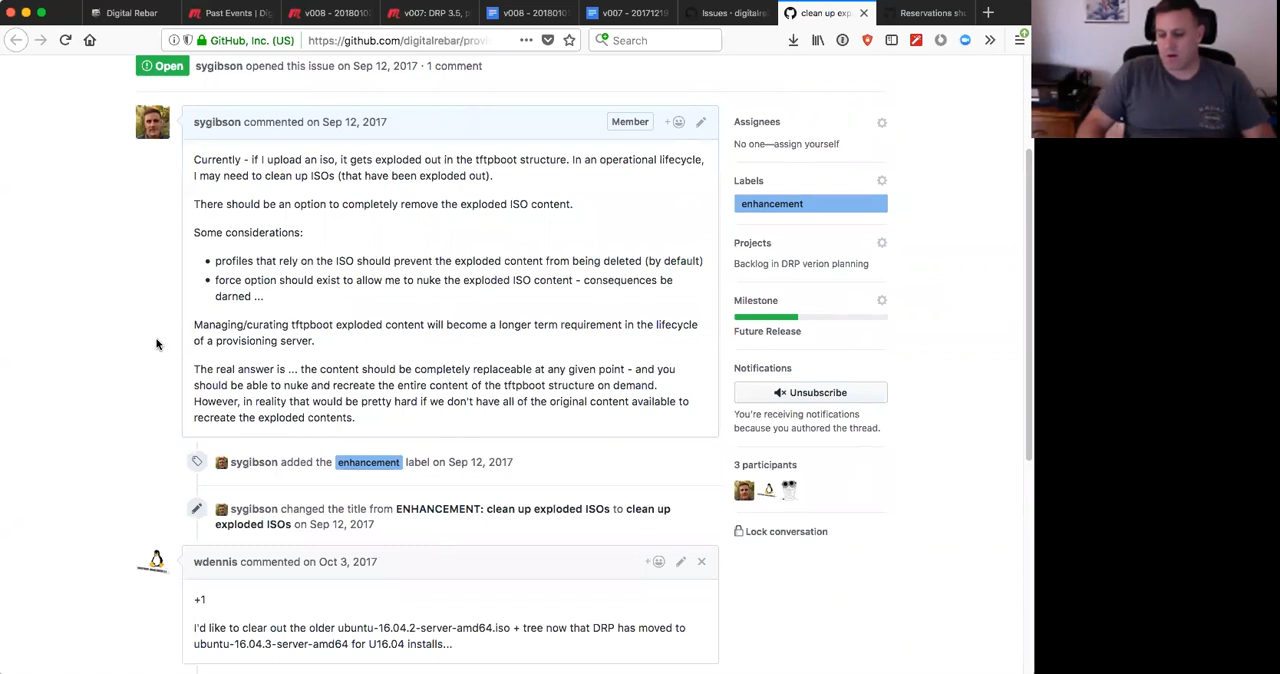 Digital Rebar
Past Events | Dig
v008 - 2018010
v007: DRP 3.5, p
v008 - 2018010
v007 - 2017121
Issues · digitalre
clean up exp
Reservations sh
GitHub, Inc. (US)
https://github.com/digitalrebar/provi
Search
Open
sygibson opened this issue on Sep 12, 2017 · 1 comment
sygibson commented on Sep 12, 2017
Member
Currently - if I upload an iso, it gets exploded out in the tftpboot structure. In an operational lifecycle,
I may need to clean up ISOs (that have been exploded out).
There should be an option to completely remove the exploded ISO content.
Some considerations:
• profiles that rely on the ISO should prevent the exploded content from being deleted (by default)
• force option should exist to allow me to nuke the exploded ISO content - consequences be
darned ...
Managing/curating tftpboot exploded content will become a longer term requirement in the lifecycle
of a provisioning server.
The real answer is ... the content should be completely replaceable at any given point - and you
should be able to nuke and recreate the entire content of the tftpboot structure on demand.
However, in reality that would be pretty hard if we don't have all of the original content available to
recreate the exploded contents.
sygibson added the enhancement label on Sep 12, 2017
sygibson changed the title from ENHANCEMENT: clean up exploded ISOs to clean up
exploded ISOs on Sep 12, 2017
wdennis commented on Oct 3, 2017
+1
I'd like to clear out the older ubuntu-16.04.2-server-amd64.iso + tree now that DRP has moved to
ubuntu-16.04.3-server-amd64 for U16.04 installs...
Assignees
No one—assign yourself
Labels
enhancement
Projects
Backlog in DRP verion planning
Milestone
Future Release
Notifications
Unsubscribe
You're receiving notifications
because you authored the thread.
3 participants
Lock conversation